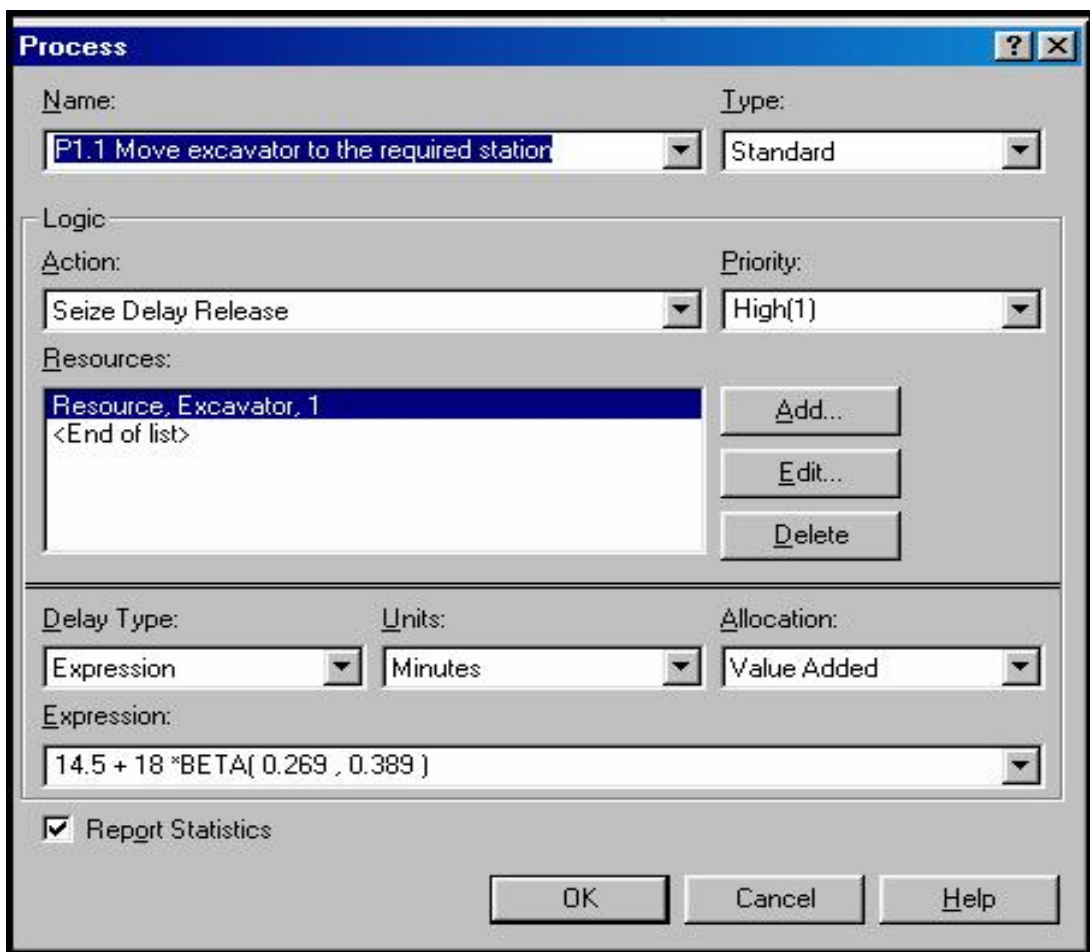 Process
Name:
Type:
P1.1 Move excavator to the required station
Standard
Logic
Action:
Priority:
Seize Delay Release
High(1)
Resources:
Resource, Excavator, 1
<End of list>
Add...
Edit...
Delete
Delay Type:
Units:
Allocation:
Expression
Minutes
Value Added
Expression:
14.5 + 18 *BETA( 0.269 , 0.389 )
Report Statistics
OK
Cancel
Help